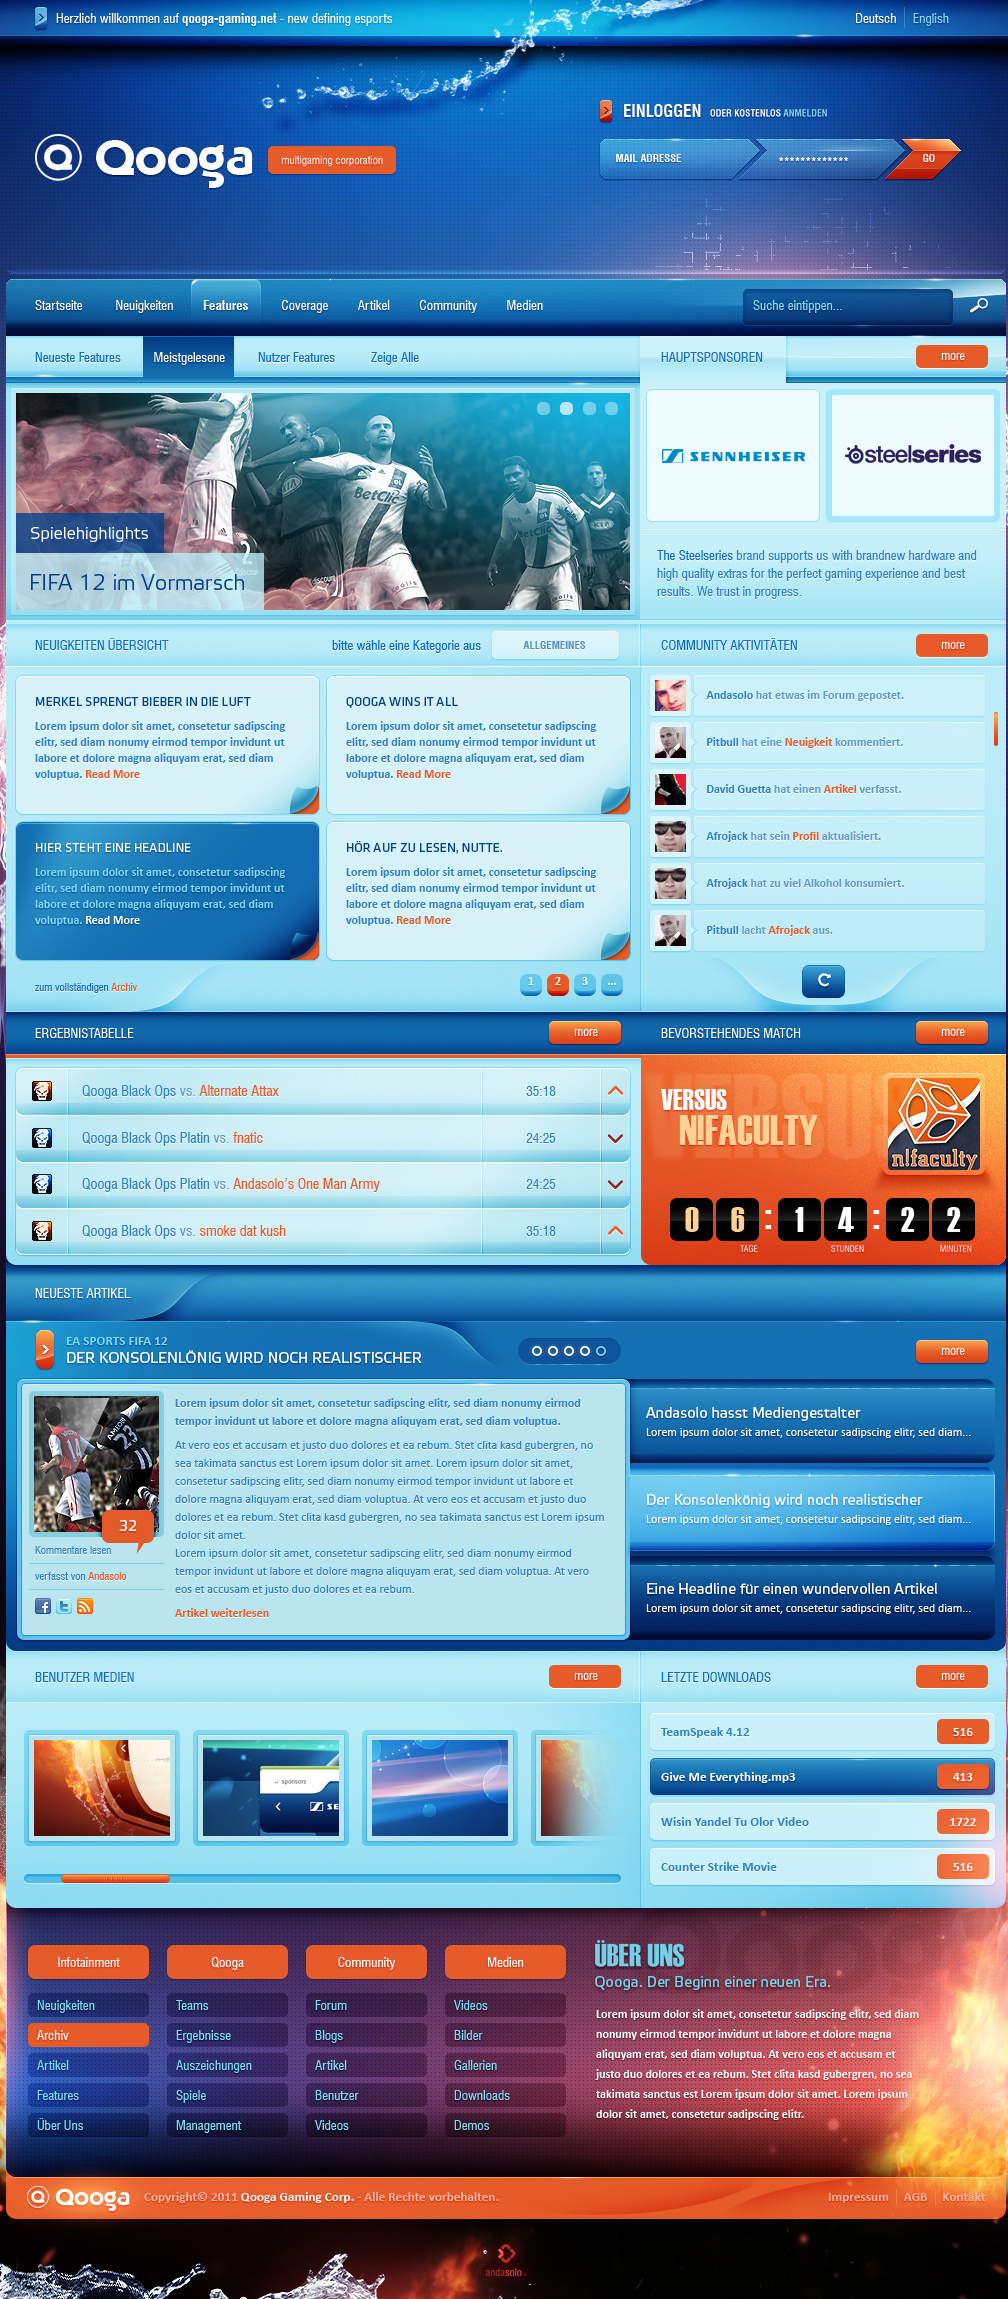 Herzlich willkommen auf qooga-gaming.net - new defining esports
Deutsch English
EINLOGGEN ODER KOSTENLOS ANMELDEN
Qooga
multigaming corporation
MAIL ADRESSE ************* GO
Startseite Neuigkeiten Features Coverage Artikel Community Medien
Suche eintippen...
Neueste Features Meistgelesene Nutzer Features Zeige Alle
HAUPTSPONSOREN more
BetClic
BetClic
2
discount
Spielehighlights
FIFA 12 im Vormarsch
SENNHEISER
steelseries
The Steelseries brand supports us with brandnew hardware and
high quality extras for the perfect gaming experience and best
results. We trust in progress.
NEUIGKEITEN ÜBERSICHT bitte wähle eine Kategorie aus ALLGEMEINES
MERKEL SPRENGT BIEBER IN DIE LUFT
Lorem ipsum dolor sit amet, consetetur sadipscing
elitr, sed diam nonumy eirmod tempor invidunt ut
labore et dolore magna aliquyam erat, sed diam
voluptua. Read More
QOOGA WINS IT ALL
Lorem ipsum dolor sit amet, consetetur sadipscing
elitr, sed diam nonumy eirmod tempor invidunt ut
labore et dolore magna aliquyam erat, sed diam
voluptua. Read More
HIER STEHT EINE HEADLINE
Lorem ipsum dolor sit amet, consetetur sadipscing
elitr, sed diam nonumy eirmod tempor invidunt ut
labore et dolore magna aliquyam erat, sed diam
voluptua. Read More
HÖR AUF ZU LESEN, NUTTE.
Lorem ipsum dolor sit amet, consetetur sadipscing
elitr, sed diam nonumy eirmod tempor invidunt ut
labore et dolore magna aliquyam erat, sed diam
voluptua. Read More
zum vollständigen Archiv
1 2 3 ...
COMMUNITY AKTIVITÄTEN more
Andasolo hat etwas im Forum gepostet.
Pitbull hat eine Neuigkeit kommentiert.
David Guetta hat einen Artikel verfasst.
Afrojack hat sein Profil aktualisiert.
Afrojack hat zu viel Alkohol konsumiert.
Pitbull lacht Afrojack aus.
ERGEBNISTABELLE more
Qooga Black Ops vs. Alternate Attax 35:18
Qooga Black Ops Platin vs. fnatic 24:25
Qooga Black Ops Platin vs. Andasolo's One Man Army 24:25
Qooga Black Ops vs. smoke dat kush 35:18
BEVORSTEHENDES MATCH more
VERSUS
N!FACULTY
n!faculty
06:14:22
TAGE STUNDEN MINUTEN
NEUESTE ARTIKEL
EA SPORTS FIFA 12
DER KONSOLENLÖNIG WIRD NOCH REALISTISCHER
more
14
AMEOBI
23
32
Kommentare lesen
verfasst von Andasolo
Lorem ipsum dolor sit amet, consetetur sadipscing elitr, sed diam nonumy eirmod
tempor invidunt ut labore et dolore magna aliquyam erat, sed diam voluptua.
At vero eos et accusam et justo duo dolores et ea rebum. Stet clita kasd gubergren, no
sea takimata sanctus est Lorem ipsum dolor sit amet. Lorem ipsum dolor sit amet,
consetetur sadipscing elitr, sed diam nonumy eirmod tempor invidunt ut labore et
dolore magna aliquyam erat, sed diam voluptua. At vero eos et accusam et justo duo
dolores et ea rebum. Stet clita kasd gubergren, no sea takimata sanctus est Lorem ipsum
dolor sit amet.
Lorem ipsum dolor sit amet, consetetur sadipscing elitr, sed diam nonumy eirmod
tempor invidunt ut labore et dolore magna aliquyam erat, sed diam voluptua. At vero
eos et accusam et justo duo dolores et ea rebum.
Artikel weiterlesen
Andasolo hasst Mediengestalter
Lorem ipsum dolor sit amet, consetetur sadipscing elitr, sed diam...
Der Konsolenkönig wird noch realistischer
Lorem ipsum dolor sit amet, consetetur sadipscing elitr, sed diam...
Eine Headline für einen wundervollen Artikel
Lorem ipsum dolor sit amet, consetetur sadipscing elitr, sed diam...
BENUTZER MEDIEN more
sponsors
SE
LETZTE DOWNLOADS more
TeamSpeak 4.12 516
Give Me Everything.mp3 413
Wisin Yandel Tu Olor Video 1722
Counter Strike Movie 516
Infotainment Qooga Community Medien
Neuigkeiten Teams Forum Videos
Archiv Ergebnisse Blogs Bilder
Artikel Auszeichungen Artikel Gallerien
Features Spiele Benutzer Downloads
Über Uns Management Videos Demos
ÜBER UNS
Qooga. Der Beginn einer neuen Era.
Lorem ipsum dolor sit amet, consetetur sadipscing elitr, sed diam
nonumy eirmod tempor invidunt ut labore et dolore magna
aliquyam erat, sed diam voluptua. At vero eos et accusam et
justo duo dolores et ea rebum. Stet clita kasd gubergren, no sea
takimata sanctus est Lorem ipsum dolor sit amet. Lorem ipsum
dolor sit amet, consetetur sadipscing elitr.
Qooga Copyright© 2011 Qooga Gaming Corp. - Alle Rechte vorbehalten.
Impressum AGB Kontakt
andasolo